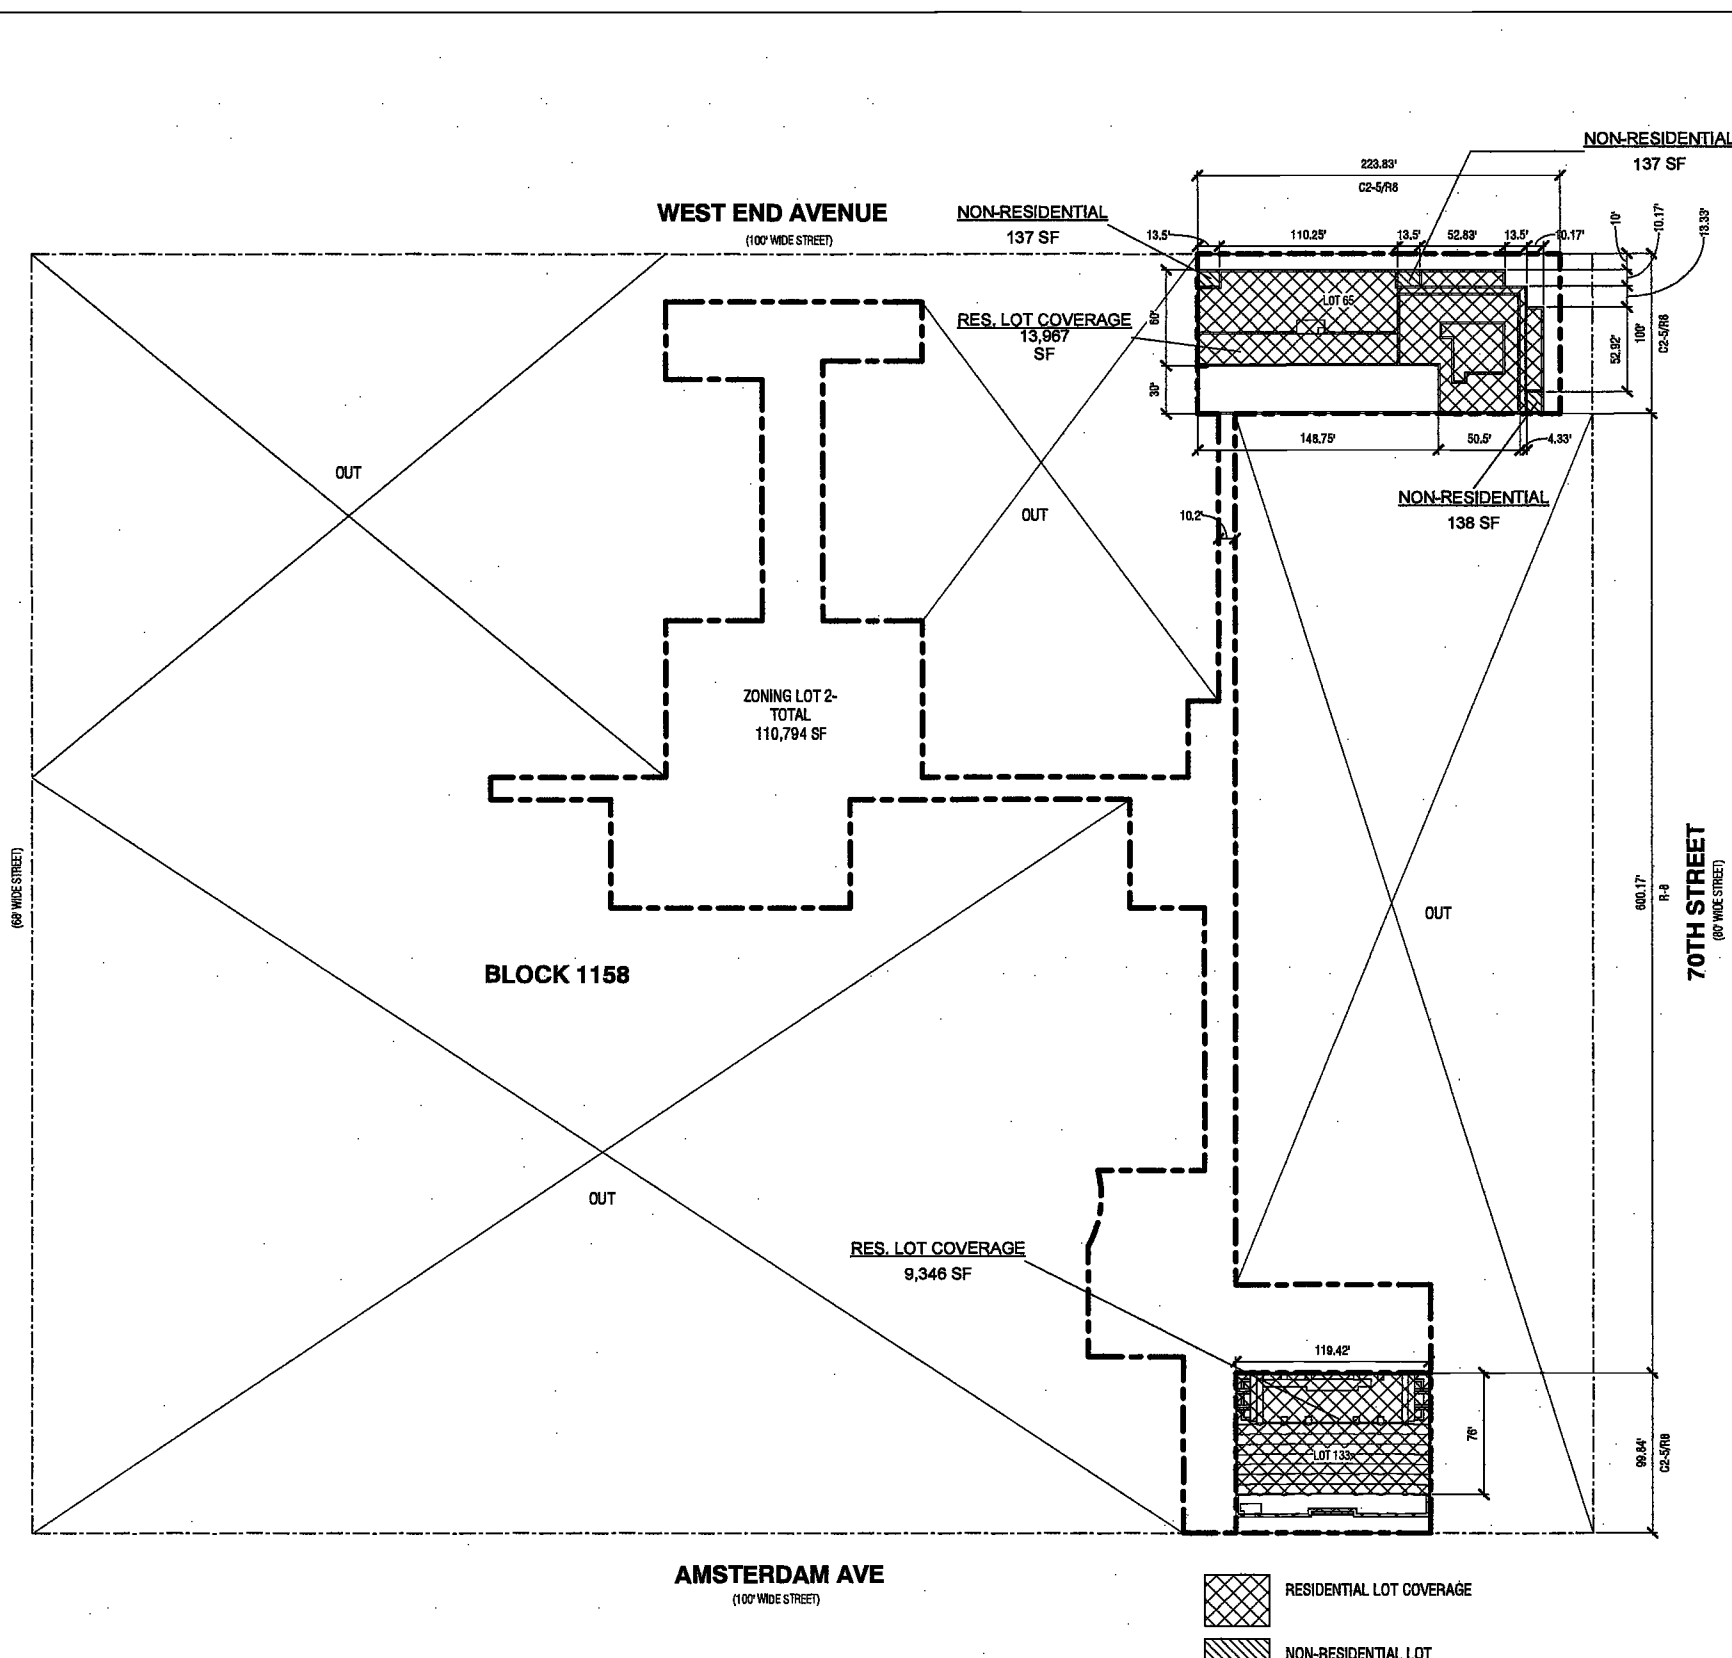 NON-RESIDENTIAL
137 SF
223.83'
C2-5/R8
WEST END AVENUE
(100' WIDE STREET)
NON-RESIDENTIAL
137 SF
13.5'
110.25'
13.5'
52.83'
13.5'
10.17'
10'
10.17'
13.33'
LOT 65
RES. LOT COVERAGE
13,967
SF
60'
30'
52.92'
100'
C2-5/R8
148.75'
50.5'
4.33'
OUT
OUT
NON-RESIDENTIAL
138 SF
10.2'
ZONING LOT 2-
TOTAL
110,794 SF
(68' WIDE STREET)
OUT
600.17'
R-8
70TH STREET
(80' WIDE STREET)
BLOCK 1158
OUT
RES. LOT COVERAGE
9,346 SF
119.42'
76'
LOT 133
99.84'
C2-5/R8
AMSTERDAM AVE
(100' WIDE STREET)
RESIDENTIAL LOT COVERAGE
NON-RESIDENTIAL LOT